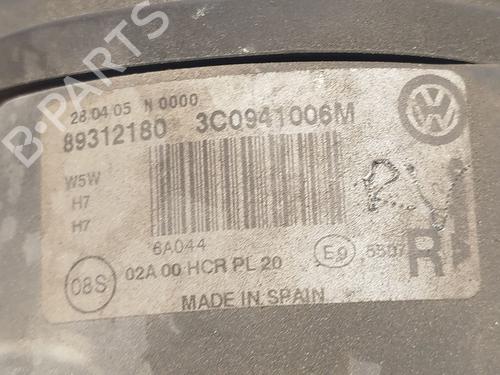 B-PARTS
28 04 05 N 0000
89312180 3C0941006M
W5W
H7
H7
6A044
08S 02A 00 HCR PL 20 E9 5507
R
MADE IN SPAIN